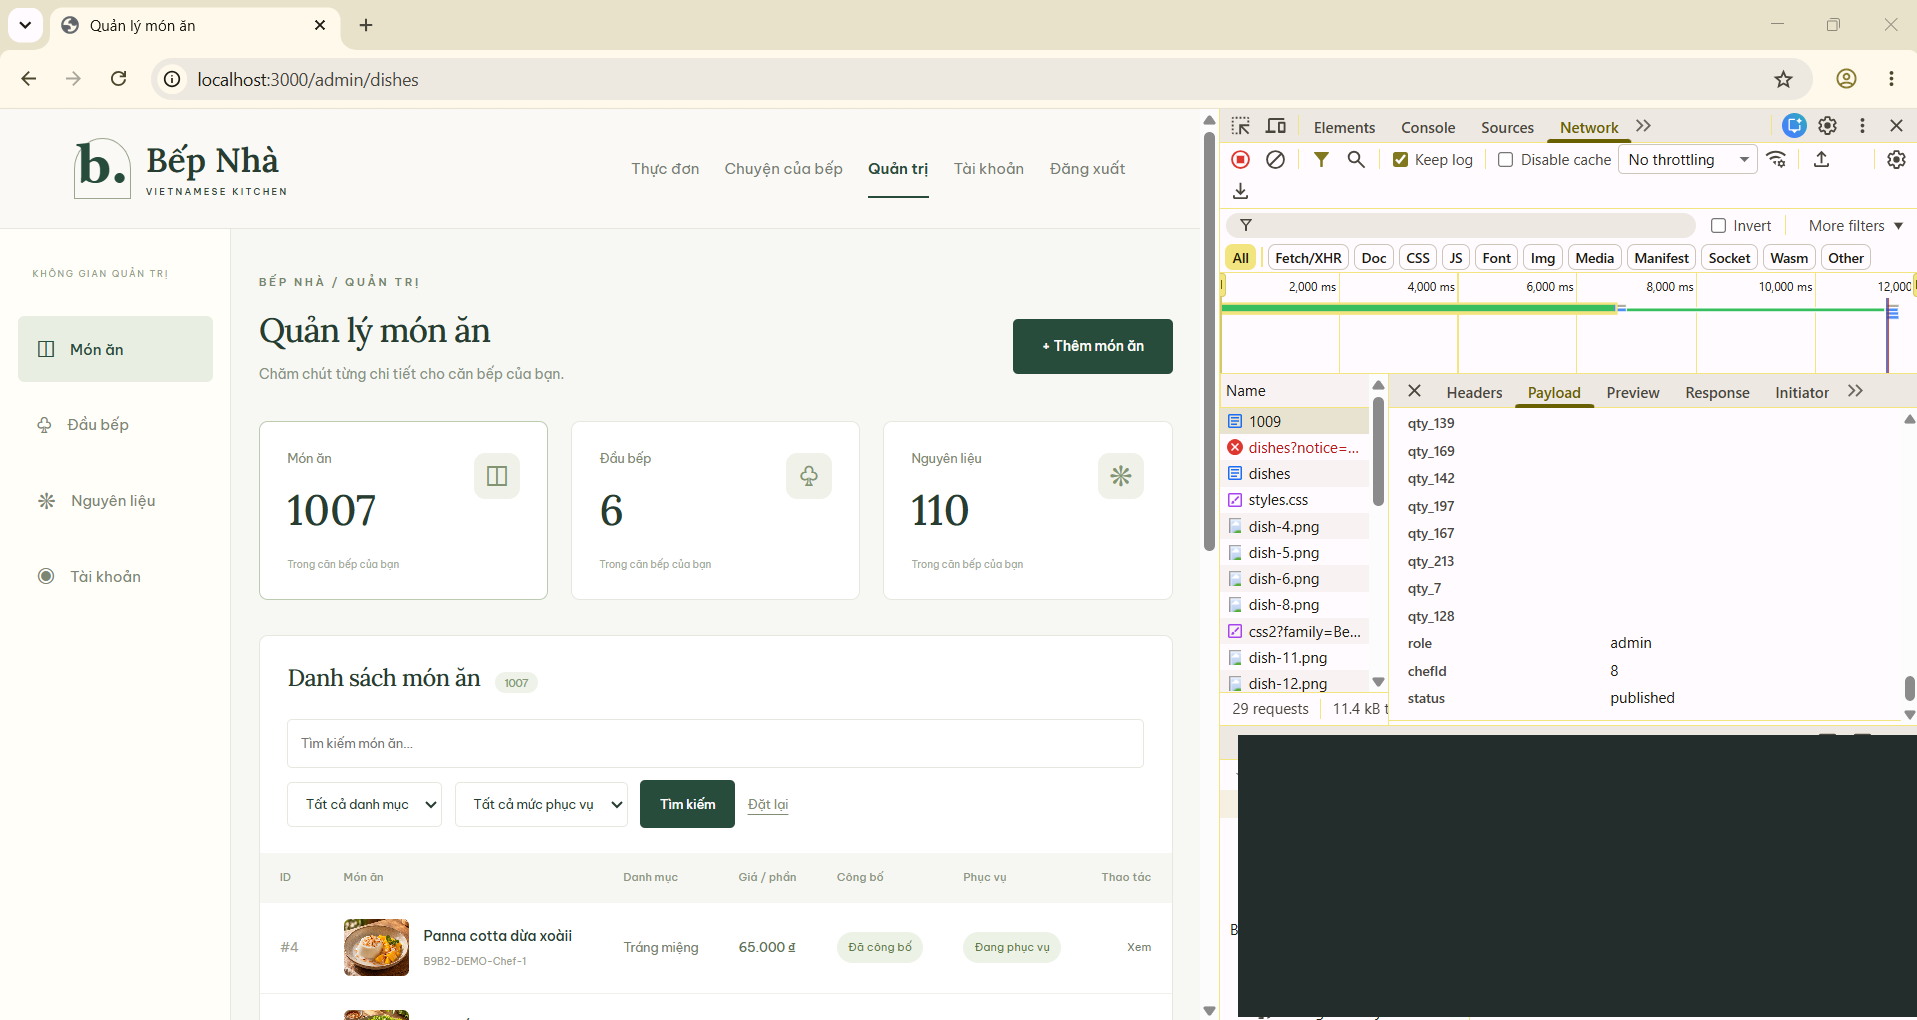 Quản lý món ăn
localhost:3000/admin/dishes
b.
Bếp Nhà
VIETNAMESE KITCHEN
Thực đơn
Chuyện của bếp
Quản trị
Tài khoản
Đăng xuất
KHÔNG GIAN QUẢN TRỊ
Món ăn
Đầu bếp
Nguyên liệu
Tài khoản
BẾP NHÀ / QUẢN TRỊ
Quản lý món ăn
Chăm chút từng chi tiết cho căn bếp của bạn.
+ Thêm món ăn
Món ăn
1007
Trong căn bếp của bạn
Đầu bếp
6
Trong căn bếp của bạn
Nguyên liệu
110
Trong căn bếp của bạn
Danh sách món ăn 1007
Tìm kiếm món ăn...
Tất cả danh mục
Tất cả mức phục vụ
Tìm kiếm
Đặt lại
ID Món ăn Danh mục Giá / phần Công bố Phục vụ Thao tác
#4 Panna cotta dừa xoàii Tráng miệng 65.000 ₫ Đã công bố Đang phục vụ Xem
B9B2-DEMO-Chef-1
Elements Console Sources Network
Keep log Disable cache No throttling
Invert More filters
All Fetch/XHR Doc CSS JS Font Img Media Manifest Socket Wasm Other
2,000 ms 4,000 ms 6,000 ms 8,000 ms 10,000 ms 12,000
Name
1009
dishes?notice=...
dishes
styles.css
dish-4.png
dish-5.png
dish-6.png
dish-8.png
css2?family=Be...
dish-11.png
dish-12.png
29 requests 11.4 kB t
Headers Payload Preview Response Initiator
qty_139
qty_169
qty_142
qty_197
qty_167
qty_213
qty_7
qty_128
role admin
chefId 8
status published
B